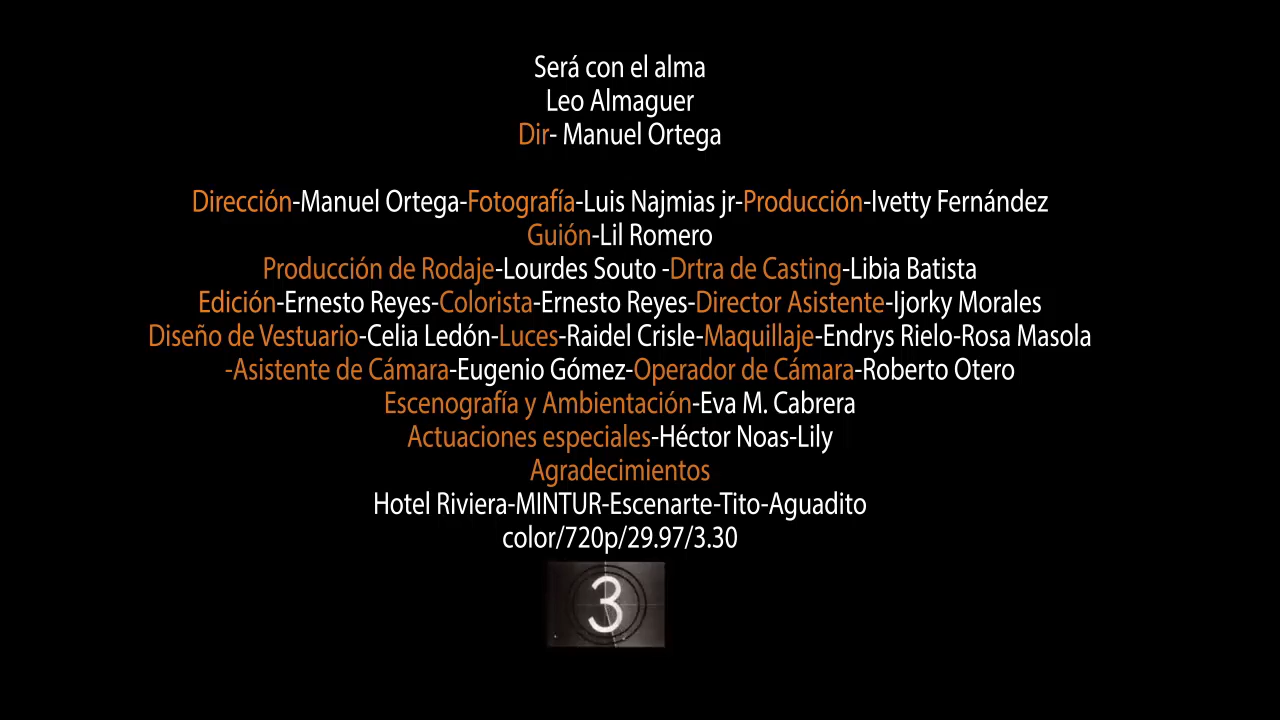 Será con el alma
Leo Almaguer
Dir- Manuel Ortega
Dirección-Manuel Ortega-Fotografía-Luis Najmias jr-Producción-Ivetty Fernández
Guión-Lil Romero
Producción de Rodaje-Lourdes Souto -Drtra de Casting-Libia Batista
Edición-Ernesto Reyes-Colorista-Ernesto Reyes-Director Asistente-Ijorky Morales
Diseño de Vestuario-Celia Ledón-Luces-Raidel Crisle-Maquillaje-Endrys Rielo-Rosa Masola
-Asistente de Cámara-Eugenio Gómez-Operador de Cámara-Roberto Otero
Escenografía y Ambientación-Eva M. Cabrera
Actuaciones especiales-Héctor Noas-Lily
Agradecimientos
Hotel Riviera-MINTUR-Escenarte-Tito-Aguadito
color/720p/29.97/3.30
3